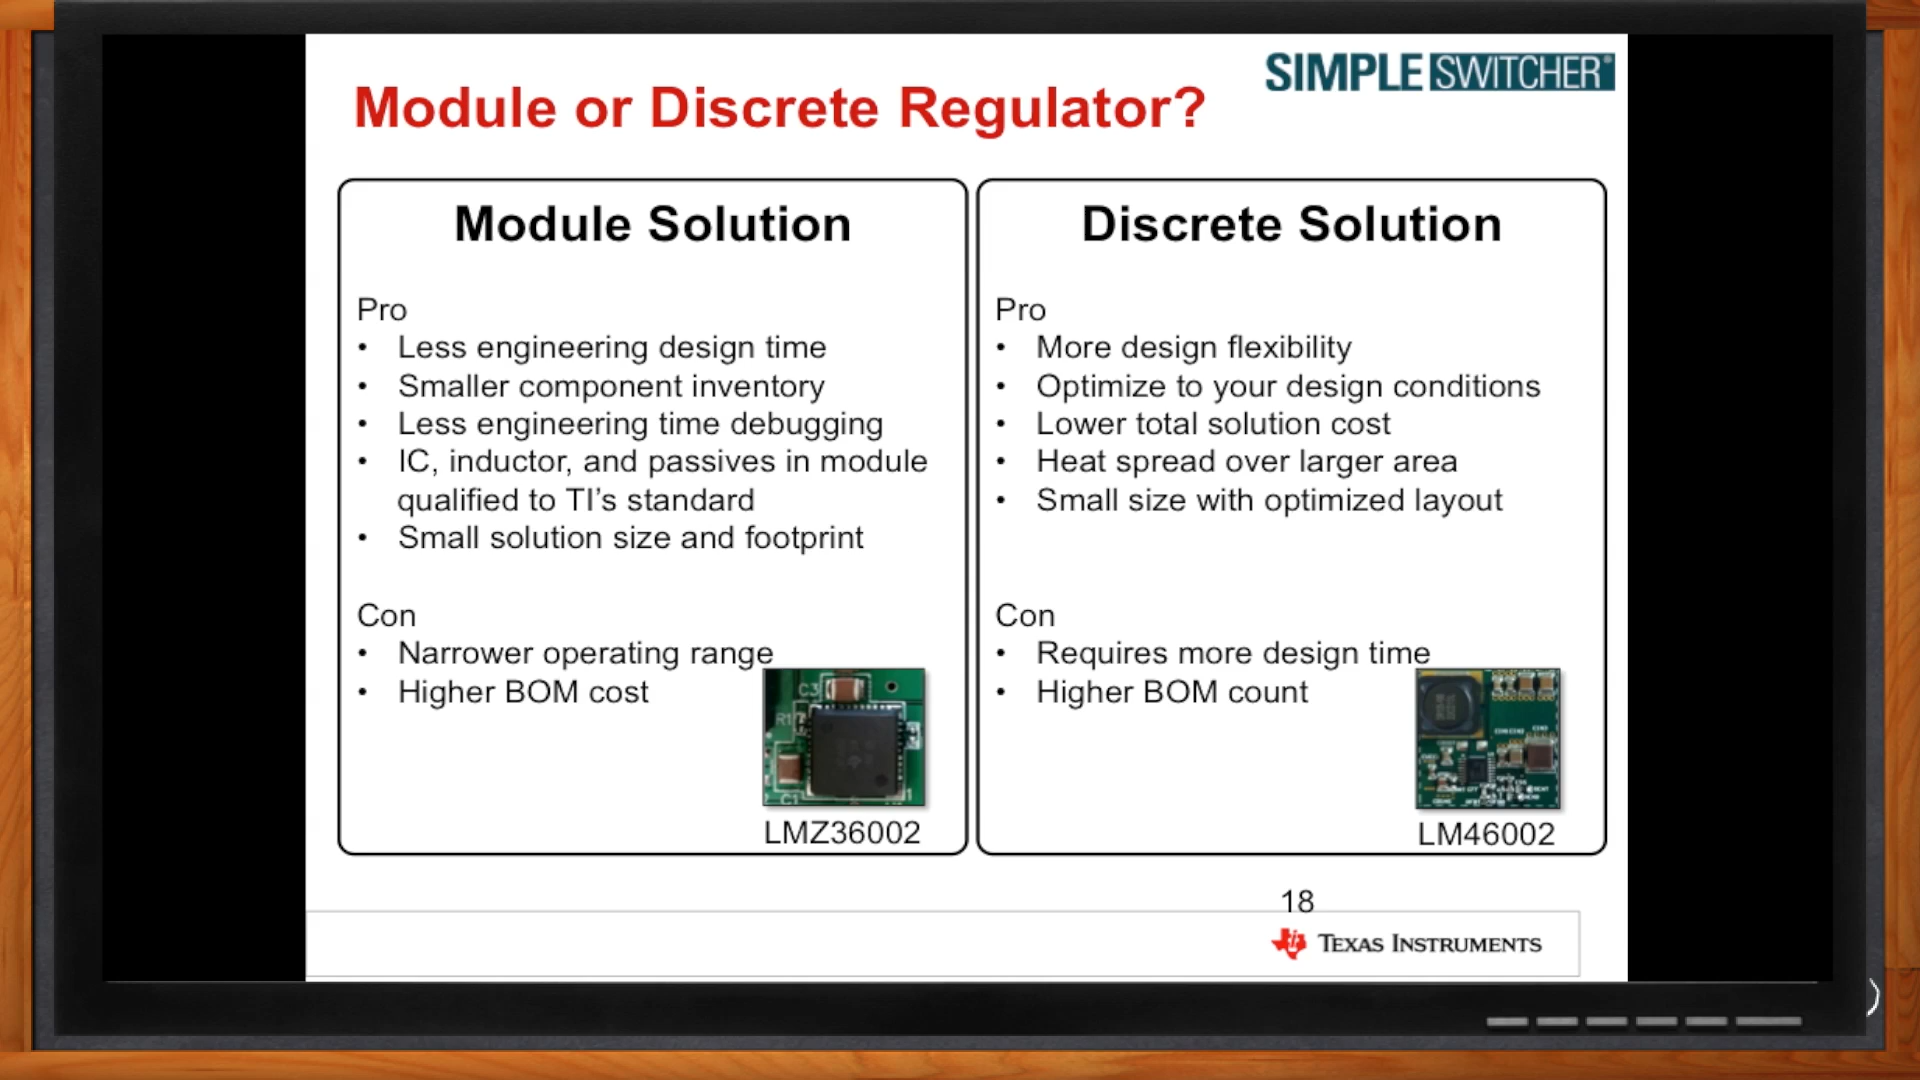 SIMPLE SWITCHER®
Module or Discrete Regulator?
Module Solution
Pro
• Less engineering design time
• Smaller component inventory
• Less engineering time debugging
• IC, inductor, and passives in module
qualified to TI’s standard
• Small solution size and footprint
Con
• Narrower operating range
• Higher BOM cost
C3
R1
C1
LMZ36002
Discrete Solution
Pro
• More design flexibility
• Optimize to your design conditions
• Lower total solution cost
• Heat spread over larger area
• Small size with optimized layout
Con
• Requires more design time
• Higher BOM count
LM46002
18
TEXAS INSTRUMENTS